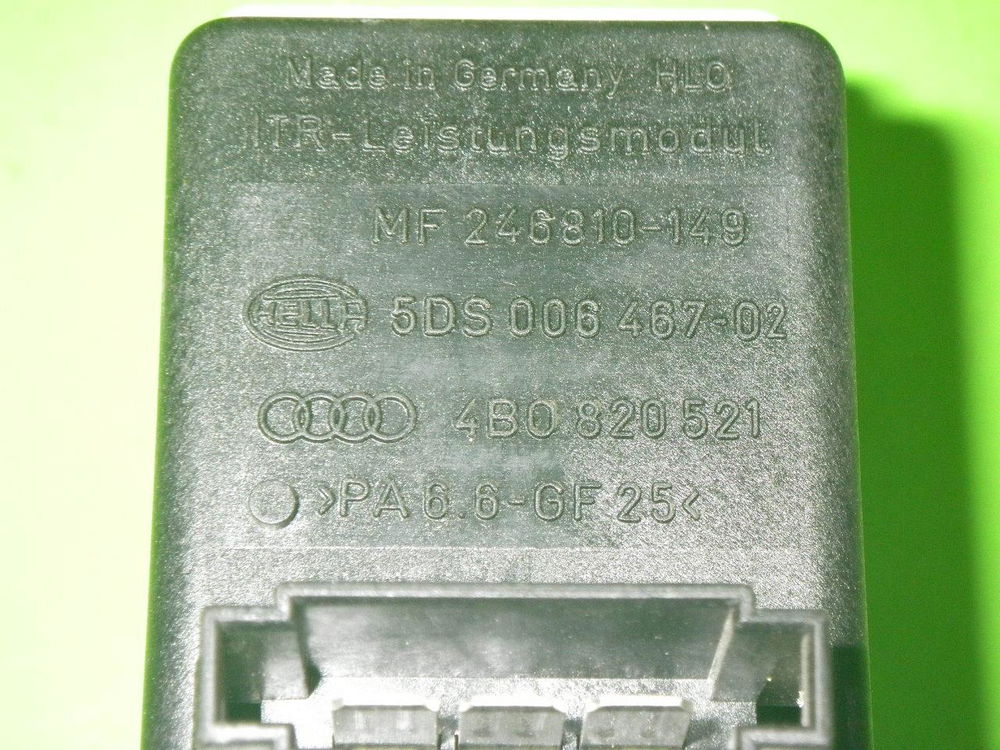 Made in Germany HLO
ITR-Leistungsmodul
MF 246810-149
HELLA 5DS 006 467-02
4B0 820 521
>PA 6.6-GF 25<